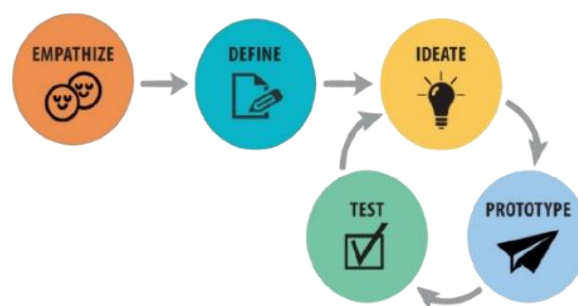 EMPATHIZE
DEFINE
IDEATE
PROTOTYPE
TEST